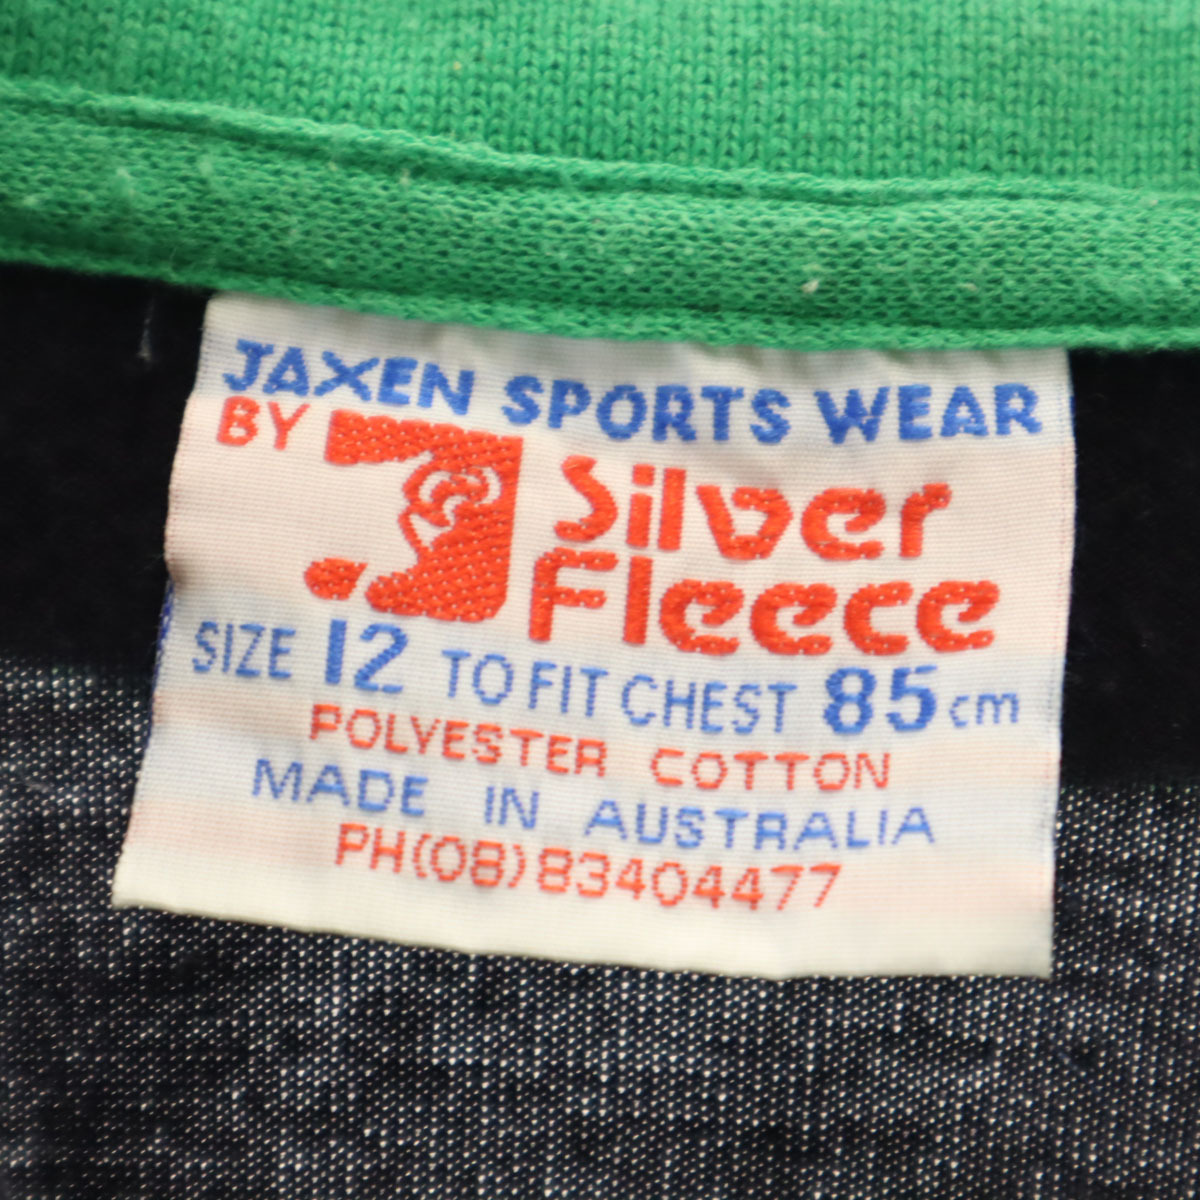 JAXEN SPORTS WEAR
BY Silver
Fleece
SIZE 12 TO FIT CHEST 85 cm
POLYESTER COTTON
MADE IN AUSTRALIA
PH(08)83404477